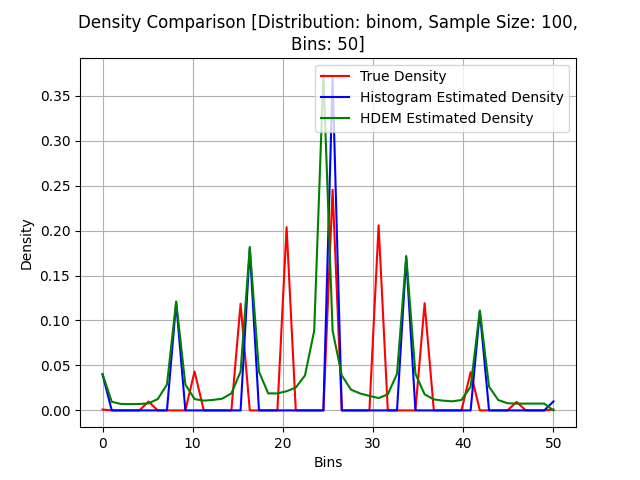 Density Comparison [Distribution: binom, Sample Size: 100,
Bins: 50]
True Density
Histogram Estimated Density
HDEM Estimated Density
Density
0.35
0.30
0.25
0.20
0.15
0.10
0.05
0.00
0 10 20 30 40 50
Bins